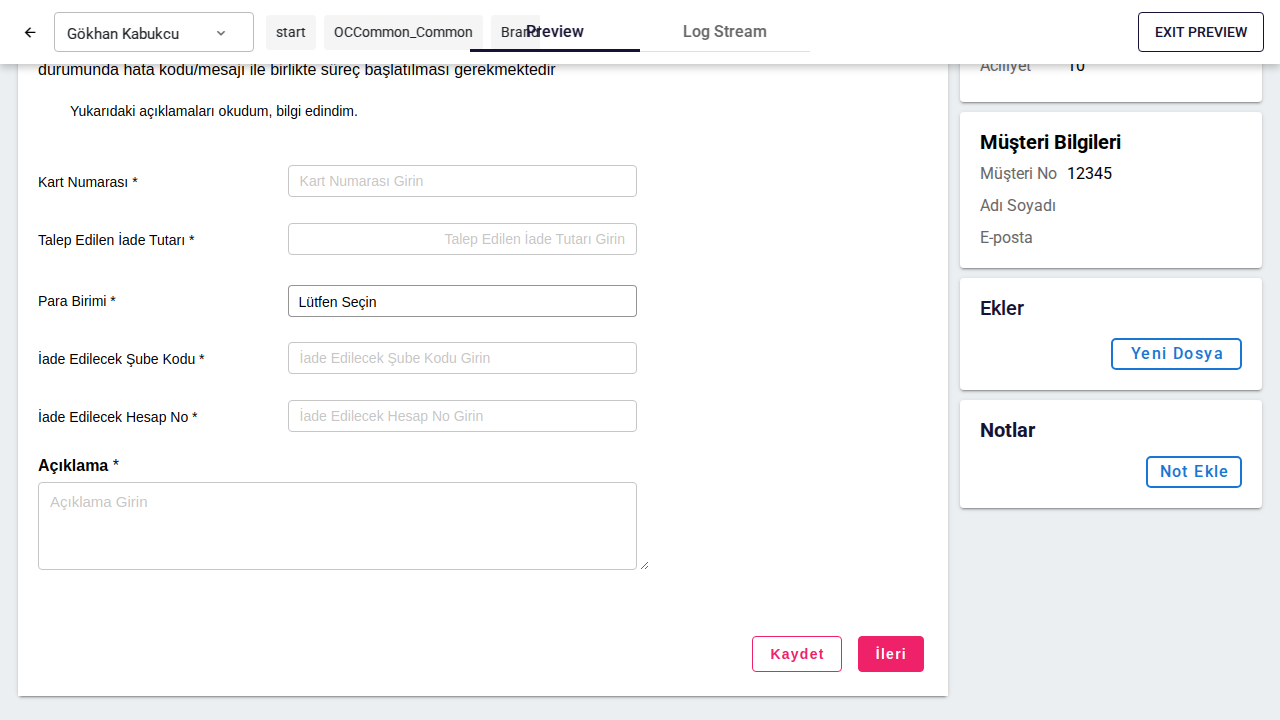 Gökhan Kabukcu
start
OCCommon_Common
Brand
Preview
Log Stream
EXIT PREVIEW
durumunda hata kodu/mesajı ile birlikte süreç başlatılması gerekmektedir
Yukarıdaki açıklamaları okudum, bilgi edindim.
Kart Numarası *
Kart Numarası Girin
Talep Edilen İade Tutarı *
Talep Edilen İade Tutarı Girin
Para Birimi *
Lütfen Seçin
İade Edilecek Şube Kodu *
İade Edilecek Şube Kodu Girin
İade Edilecek Hesap No *
İade Edilecek Hesap No Girin
Açıklama *
Açıklama Girin
Kaydet
İleri
Aciliyet 10
Müşteri Bilgileri
Müşteri No 12345
Adı Soyadı
E-posta
Ekler
Yeni Dosya
Notlar
Not Ekle